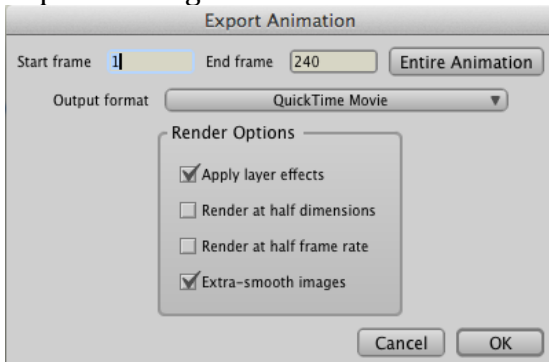 Export Animation
Start frame 1 End frame 240 Entire Animation
Output format QuickTime Movie
Render Options
Apply layer effects
Render at half dimensions
Render at half frame rate
Extra-smooth images
Cancel OK